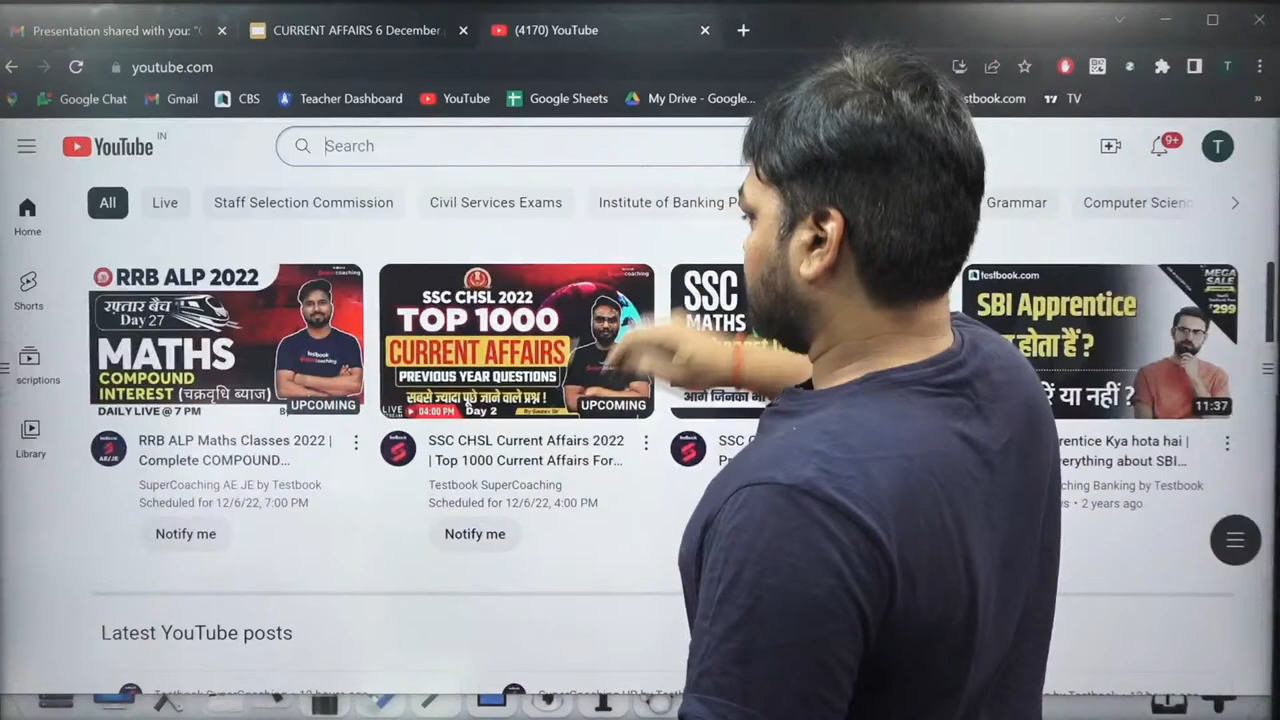 Presentation shared with you: "C
CURRENT AFFAIRS 6 December
(4170) YouTube
youtube.com
Google Chat
Gmail
CBS
Teacher Dashboard
YouTube
Google Sheets
My Drive - Google...
stbook.com
TV
YouTube IN
Search
9+
T
All
Live
Staff Selection Commission
Civil Services Exams
Institute of Banking P
Grammar
Computer Scienc
Home
Shorts
scriptions
Library
RRB ALP 2022
रफ़्तार बैच
Day 27
MATHS
COMPOUND
INTEREST (चक्रवृधि ब्याज)
DAILY LIVE @ 7 PM
UPCOMING
RRB ALP Maths Classes 2022 |
Complete COMPOUND...
SuperCoaching AE JE by Testbook
Scheduled for 12/6/22, 7:00 PM
Notify me
SSC CHSL 2022
TOP 1000
CURRENT AFFAIRS
PREVIOUS YEAR QUESTIONS
सबसे ज्यादा पूछे जाने वाले प्रश्न !
LIVE
04:00 PM Day 2
UPCOMING
SSC CHSL Current Affairs 2022
| Top 1000 Current Affairs For...
Testbook SuperCoaching
Scheduled for 12/6/22, 4:00 PM
Notify me
SSC
MATHS
SSC C
testbook.com
MEGA
SALE
₹299
SBI Apprentice
होता हैं ?
रें या नहीं ?
11:37
rentice Kya hota hai |
verything about SBI...
ching Banking by Testbook
2 years ago
Latest YouTube posts